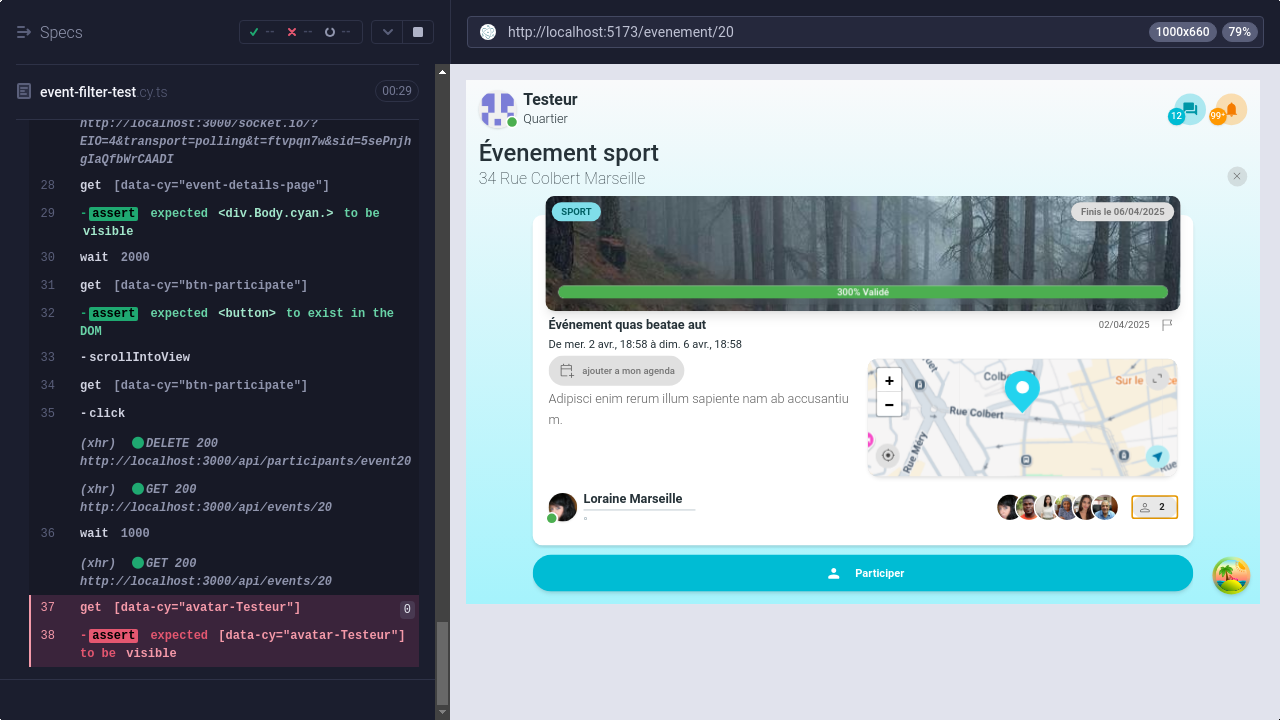 Specs
--
--
--
http://localhost:5173/evenement/20
1000x660
79%
event-filter-test.cy.ts
00:29
http://localhost:3000/socket.io/?
EIO=4&transport=polling&t=ftvpqn7w&sid=5sePnjh
gIaQfbWrCAADI
28 get [data-cy="event-details-page"]
29 -assert expected <div.Body.cyan.> to be
visible
30 wait 2000
31 get [data-cy="btn-participate"]
32 -assert expected <button> to exist in the
DOM
33 -scrollIntoView
34 get [data-cy="btn-participate"]
35 -click
(xhr) DELETE 200
http://localhost:3000/api/participants/event20
(xhr) GET 200
http://localhost:3000/api/events/20
36 wait 1000
(xhr) GET 200
http://localhost:3000/api/events/20
37 get [data-cy="avatar-Testeur"] 0
38 -assert expected [data-cy="avatar-Testeur"]
to be visible
Testeur
Quartier
12
99+
Évenement sport
34 Rue Colbert Marseille
SPORT
Finis le 06/04/2025
300% Validé
Événement quas beatae aut
02/04/2025
De mer. 2 avr., 18:58 à dim. 6 avr., 18:58
ajouter a mon agenda
Adipisci enim rerum illum sapiente nam ab accusantiu
m.
+
−
Rue Colbert
Rue Méry
Sur le
Loraine Marseille
2
Participer